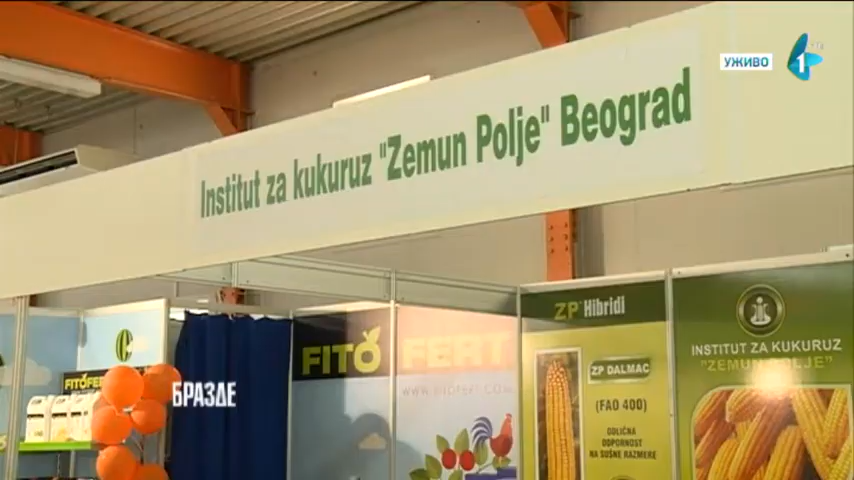 УЖИВО
1
Institut za kukuruz "Zemun Polje" Beograd
ZP Hibridi
ZP DALMAC
(FAO 400)
ODLIČNA
OTPORNOST
NA SUŠNE RAZMERE
INSTITUT ZA KUKURUZ
"ZEMUN POLJE"
FITO FERT
WWW.FITOFERT.COM
FITOFE
БРАЗДЕ